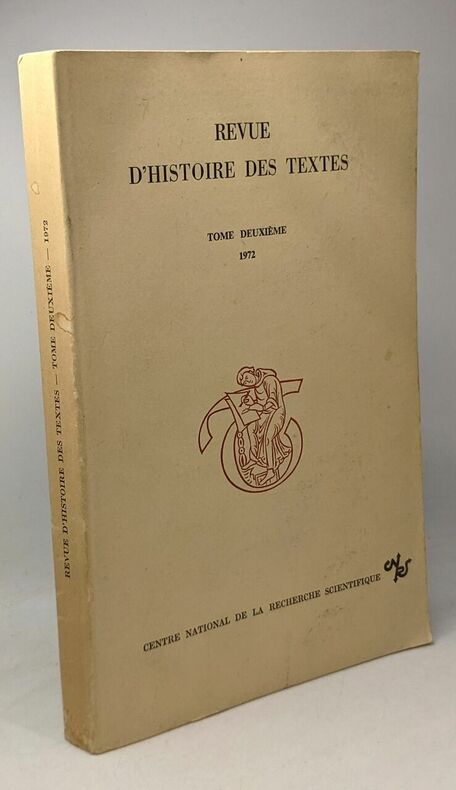 REVUE
D'HISTOIRE DES TEXTES
TOME DEUXIÈME
1972
CNRS
CENTRE NATIONAL DE LA RECHERCHE SCIENTIFIQUE
REVUE D'HISTOIRE DES TEXTES — TOME DEUXIÈME — 1972